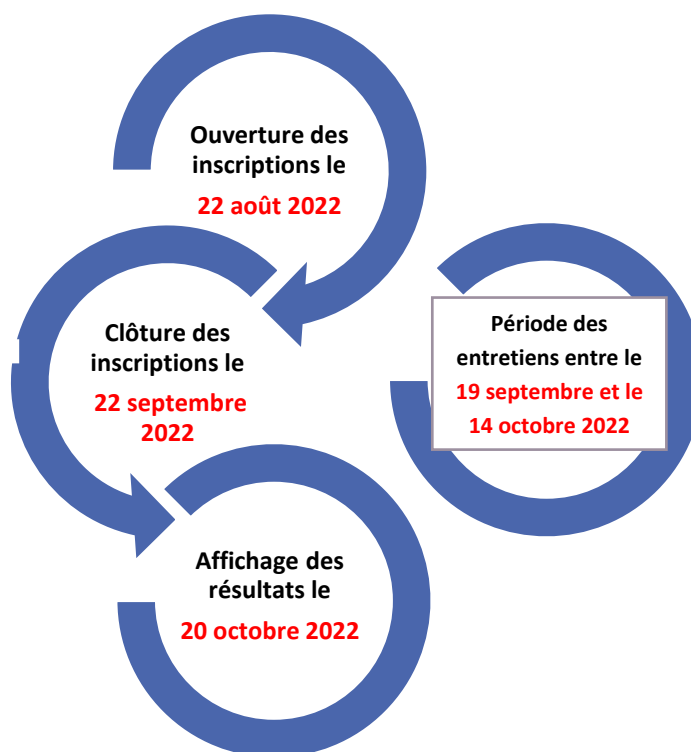 Ouverture des
inscriptions le
22 août 2022
Clôture des
inscriptions le
22 septembre
2022
Période des
entretiens entre le
19 septembre et le
14 octobre 2022
Affichage des
résultats le
20 octobre 2022